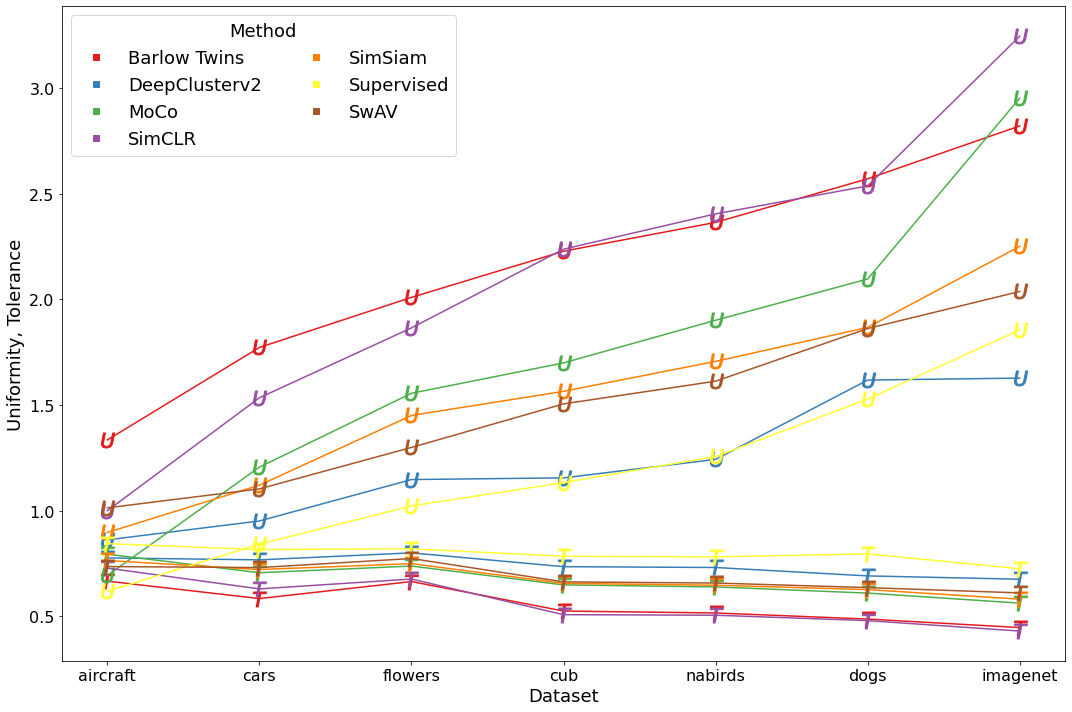 Method
Barlow Twins
DeepClusterv2
MoCo
SimCLR
SimSiam
Supervised
SwAV
Uniformity, Tolerance
3.0
2.5
2.0
1.5
1.0
0.5
U U U U U U U
U U U U U U U
U U U U U U U
U U U U U U U
U U U U U U U
U U U U U U U
U U U U U U U
T T T T T T T
T T T T T T T
T T T T T T T
T T T T T T T
T T T T T T T
T T T T T T T
T T T T T T T
aircraft cars flowers cub nabirds dogs imagenet
Dataset